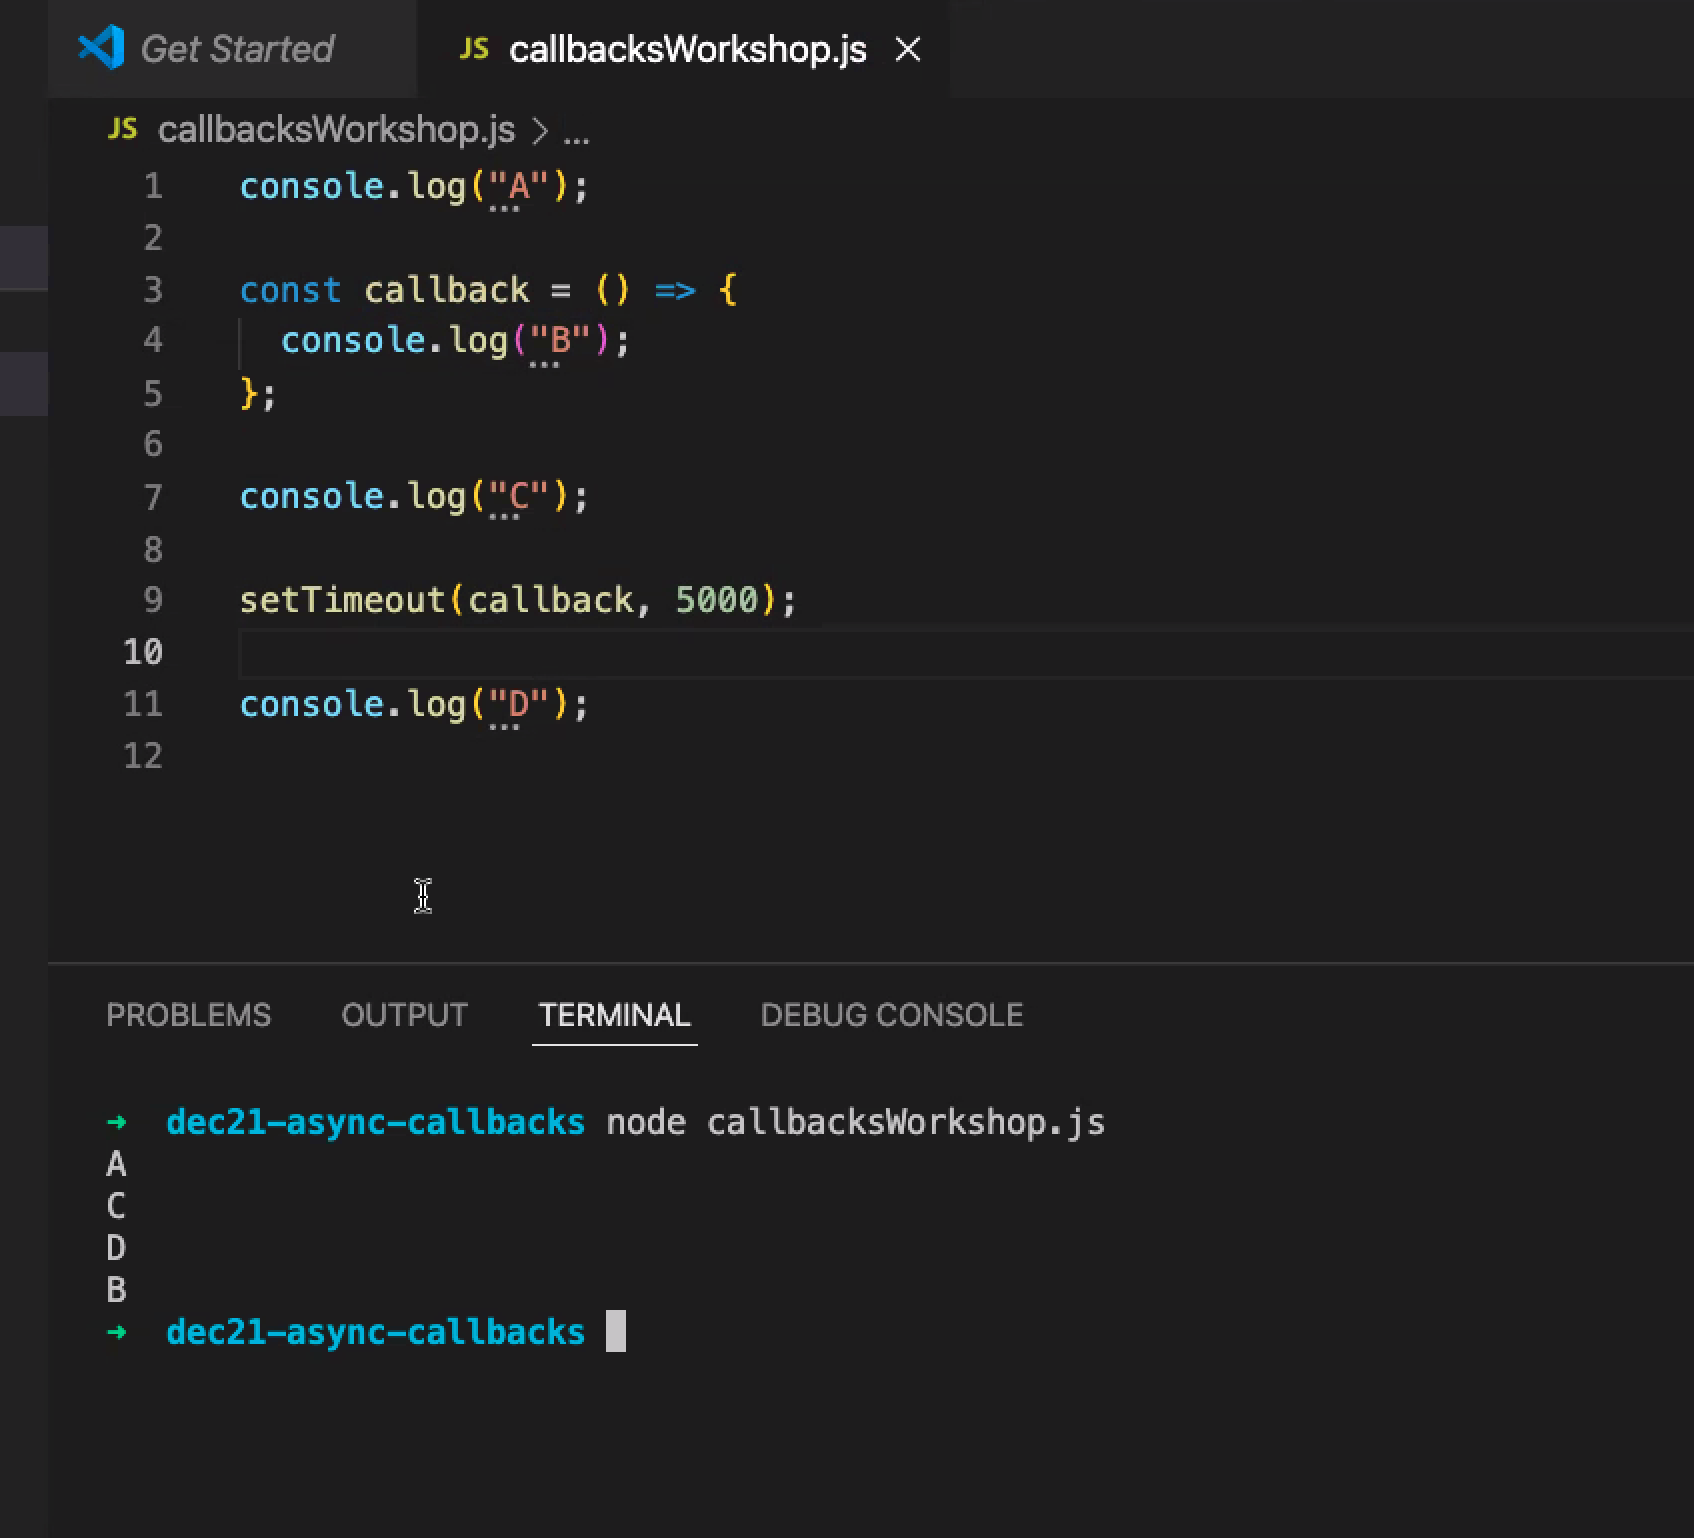 Get Started JS callbacksWorkshop.js ×
JS callbacksWorkshop.js > ...
1 console.log("A");
2
3 const callback = () => {
4 console.log("B");
5 };
6
7 console.log("C");
8
9 setTimeout(callback, 5000);
10
11 console.log("D");
12
PROBLEMS OUTPUT TERMINAL DEBUG CONSOLE
➜ dec21-async-callbacks node callbacksWorkshop.js
A
C
D
B
➜ dec21-async-callbacks